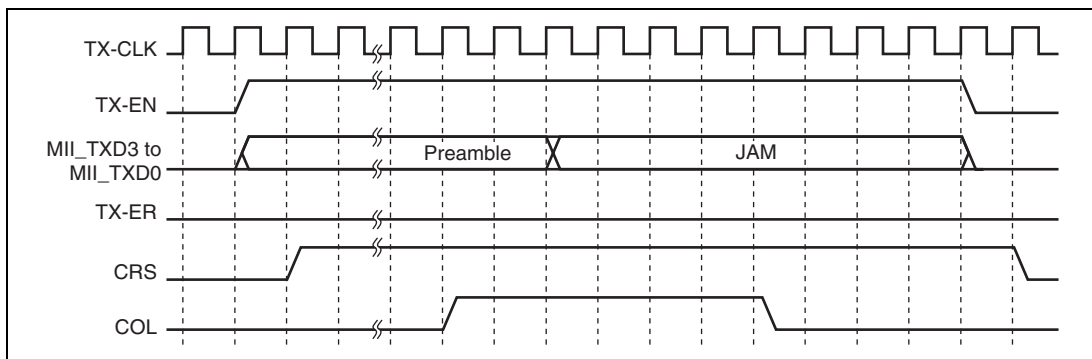 TX-CLK
TX-EN
MII_TXD3 to
MII_TXD0
Preamble
JAM
TX-ER
CRS
COL